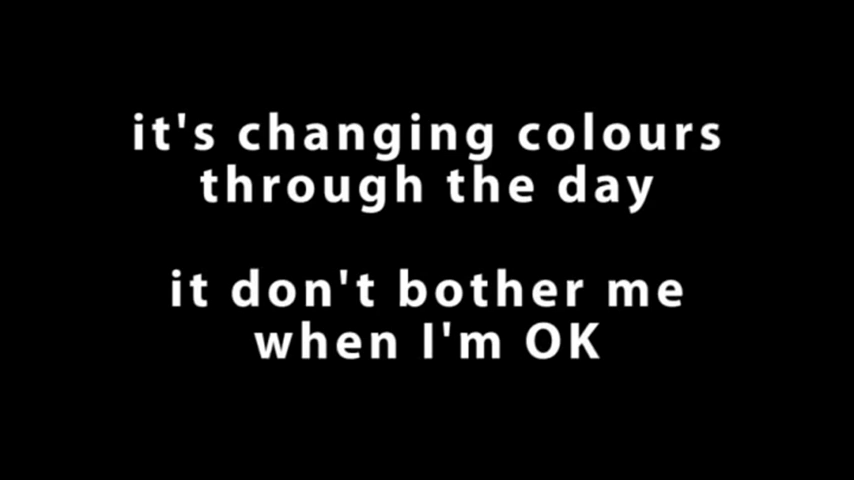 it's changing colours
through the day
it don't bother me
when I'm OK